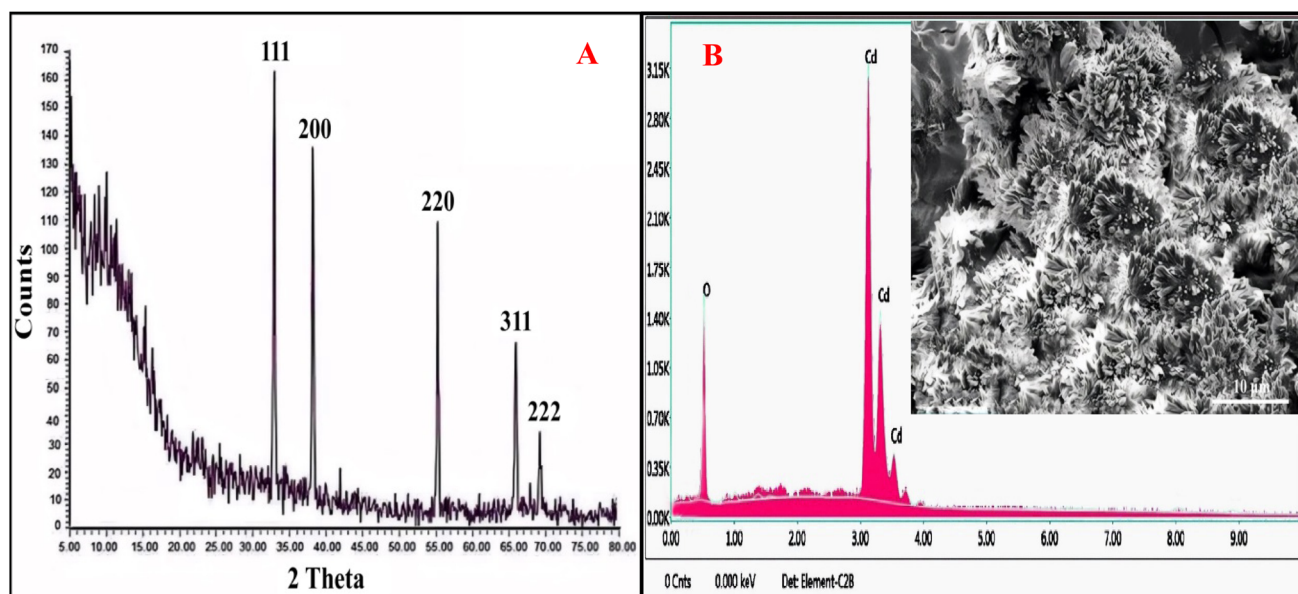 A
170
160
150
140
130
120
110
100
90
80
70
60
50
40
30
20
10
0
Counts
111
200
220
311
222
5.00 10.00 15.00 20.00 25.00 30.00 35.00 40.00 45.00 50.00 55.00 60.00 65.00 70.00 75.00 80.00
2 Theta
B
3.15K
2.80K
2.45K
2.10K
1.75K
1.40K
1.05K
0.70K
0.35K
0.00K
O
Cd
Cd
Cd
10 µm
0.00 1.00 2.00 3.00 4.00 5.00 6.00 7.00 8.00 9.00
0 Cnts 0.000 keV Det: Element-C2B